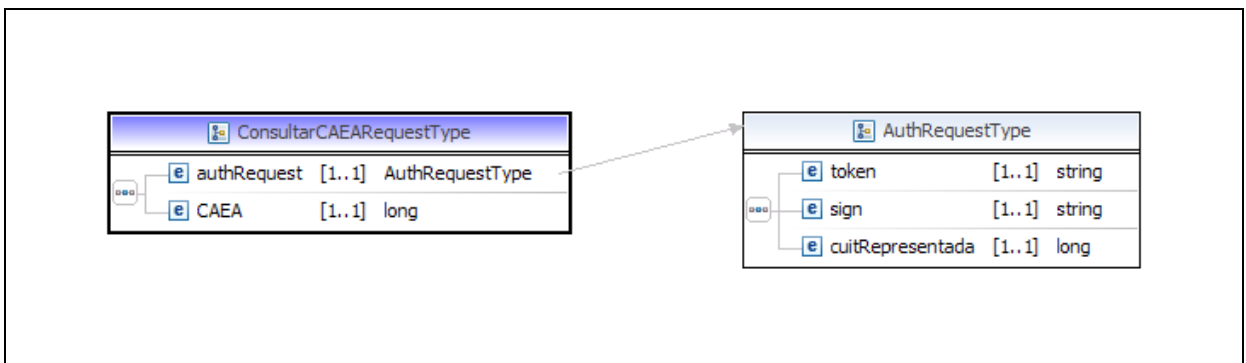 ConsultarCAEARequestType
authRequest [1..1] AuthRequestType
CAEA [1..1] long
AuthRequestType
token [1..1] string
sign [1..1] string
cuitRepresentada [1..1] long